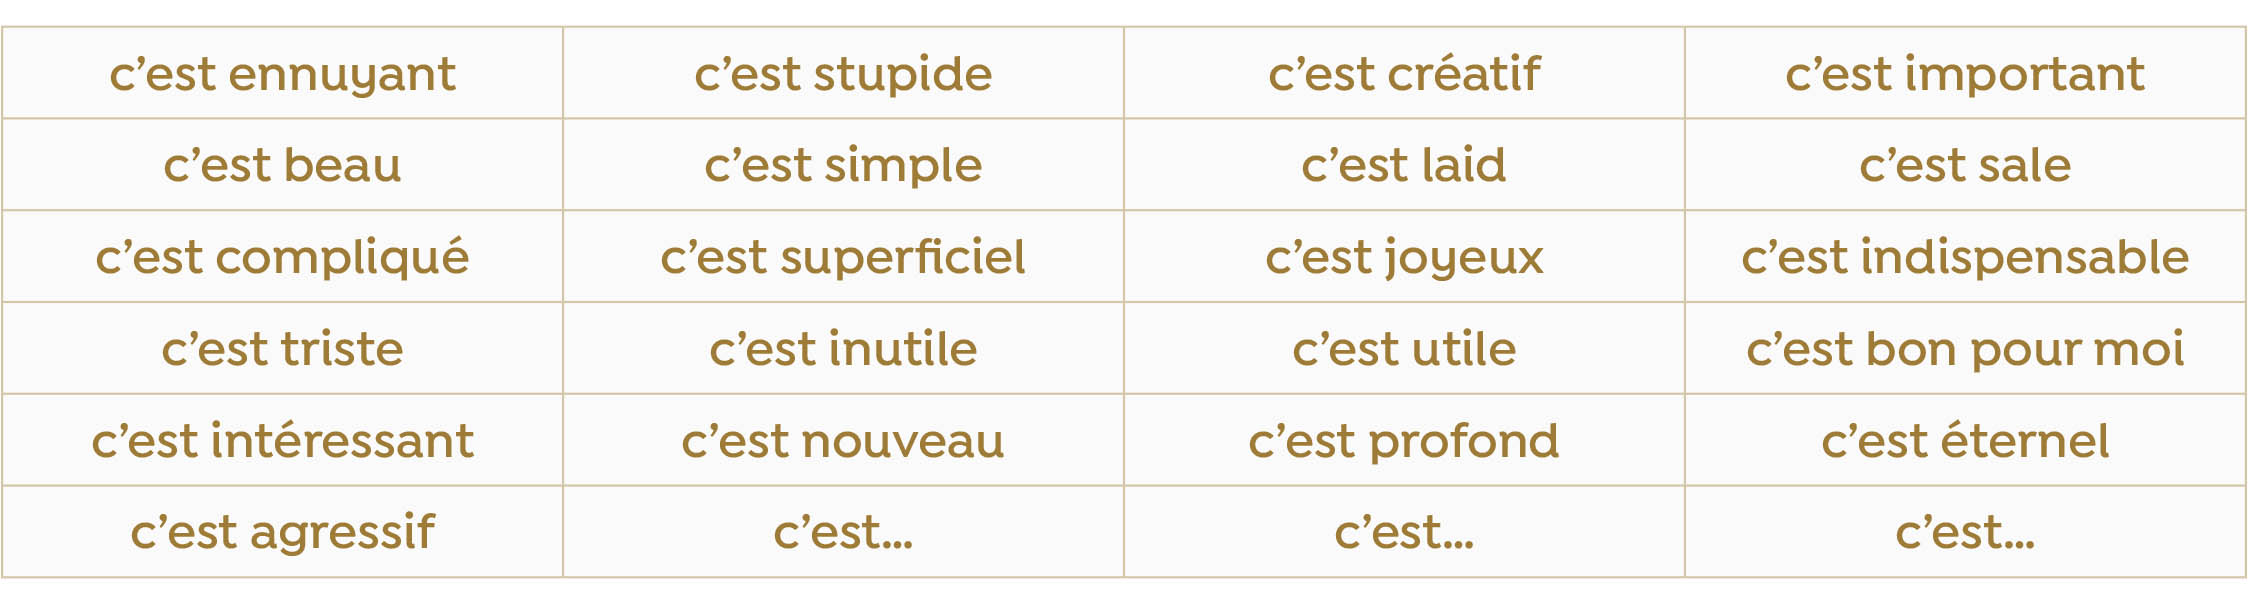 c’est ennuyant c’est stupide c’est créatif c’est important
c’est beau c’est simple c’est laid c’est sale
c’est compliqué c’est superficiel c’est joyeux c’est indispensable
c’est triste c’est inutile c’est utile c’est bon pour moi
c’est intéressant c’est nouveau c’est profond c’est éternel
c’est agressif c’est... c’est... c’est...